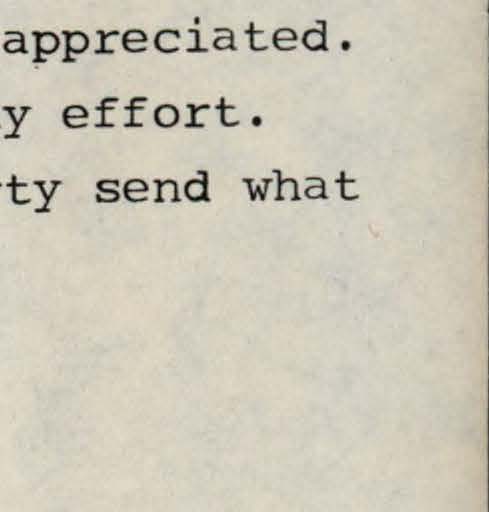 appreciated.
y effort.
ty send what